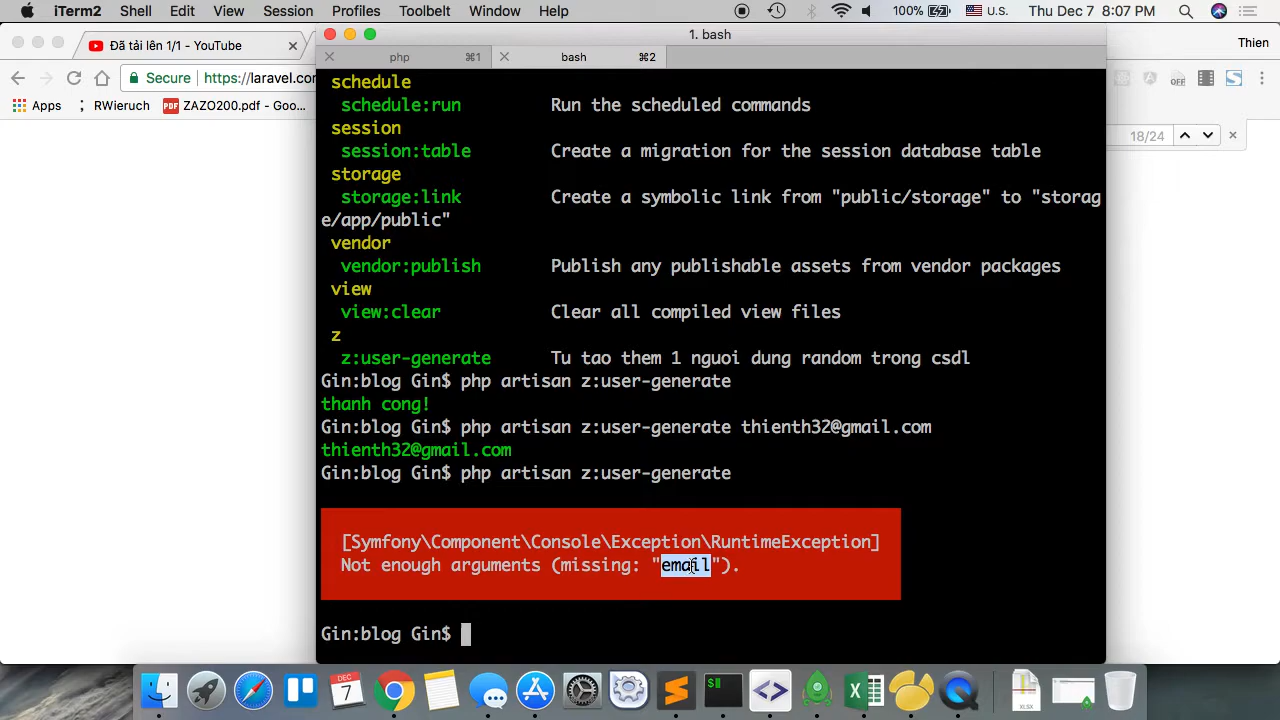 iTerm2 Shell Edit View Session Profiles Toolbelt Window Help 100% U.S. Thu Dec 7 8:07 PM
Đã tải lên 1/1 - YouTube
Thien
Secure https://laravel.com
Apps RWieruch ZAZO200.pdf - Goo...
OFF
18/24
1. bash
php ⌘1 bash ⌘2
schedule
schedule:run Run the scheduled commands
session
session:table Create a migration for the session database table
storage
storage:link Create a symbolic link from "public/storage" to "storag
e/app/public"
vendor
vendor:publish Publish any publishable assets from vendor packages
view
view:clear Clear all compiled view files
z
z:user-generate Tu tao them 1 nguoi dung random trong csdl
Gin:blog Gin$ php artisan z:user-generate
thanh cong!
Gin:blog Gin$ php artisan z:user-generate thienth32@gmail.com
thienth32@gmail.com
Gin:blog Gin$ php artisan z:user-generate
[Symfony\Component\Console\Exception\RuntimeException]
Not enough arguments (missing: "email").
Gin:blog Gin$
DEC
7
$
XLSX